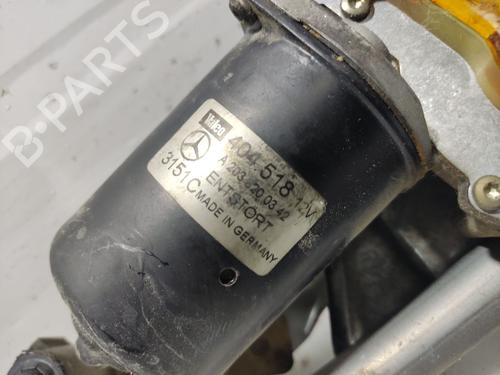 B-PARTS
Valeo
404.518 12V
A 203 820 03 42
ENTSTÖRT
3151C MADE IN GERMANY